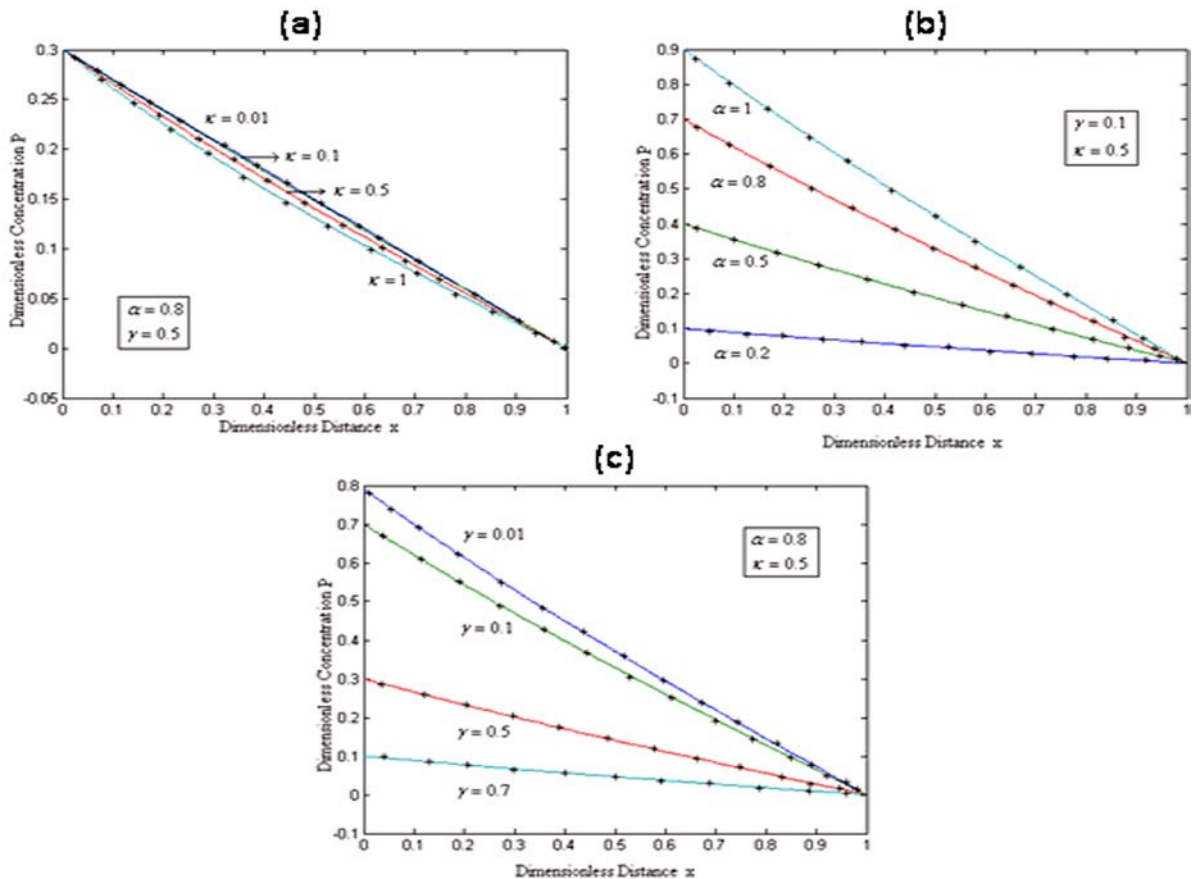 (a)
0.3
0.25
0.2
0.15
0.1
0.05
0
-0.05
Dimensionless Concentration P
κ = 0.01
κ = 0.1
κ = 0.5
κ = 1
α = 0.8
γ = 0.5
0 0.1 0.2 0.3 0.4 0.5 0.6 0.7 0.8 0.9 1
Dimensionless Distance x
(b)
0.9
0.8
0.7
0.6
0.5
0.4
0.3
0.2
0.1
0
-0.1
Dimensionless Concentration P
α = 1
α = 0.8
α = 0.5
α = 0.2
γ = 0.1
κ = 0.5
0 0.1 0.2 0.3 0.4 0.5 0.6 0.7 0.8 0.9 1
Dimensionless Distance x
(c)
0.8
0.7
0.6
0.5
0.4
0.3
0.2
0.1
0
-0.1
Dimensionless Concentration P
γ = 0.01
γ = 0.1
γ = 0.5
γ = 0.7
α = 0.8
κ = 0.5
0 0.1 0.2 0.3 0.4 0.5 0.6 0.7 0.8 0.9 1
Dimensionless Distance x